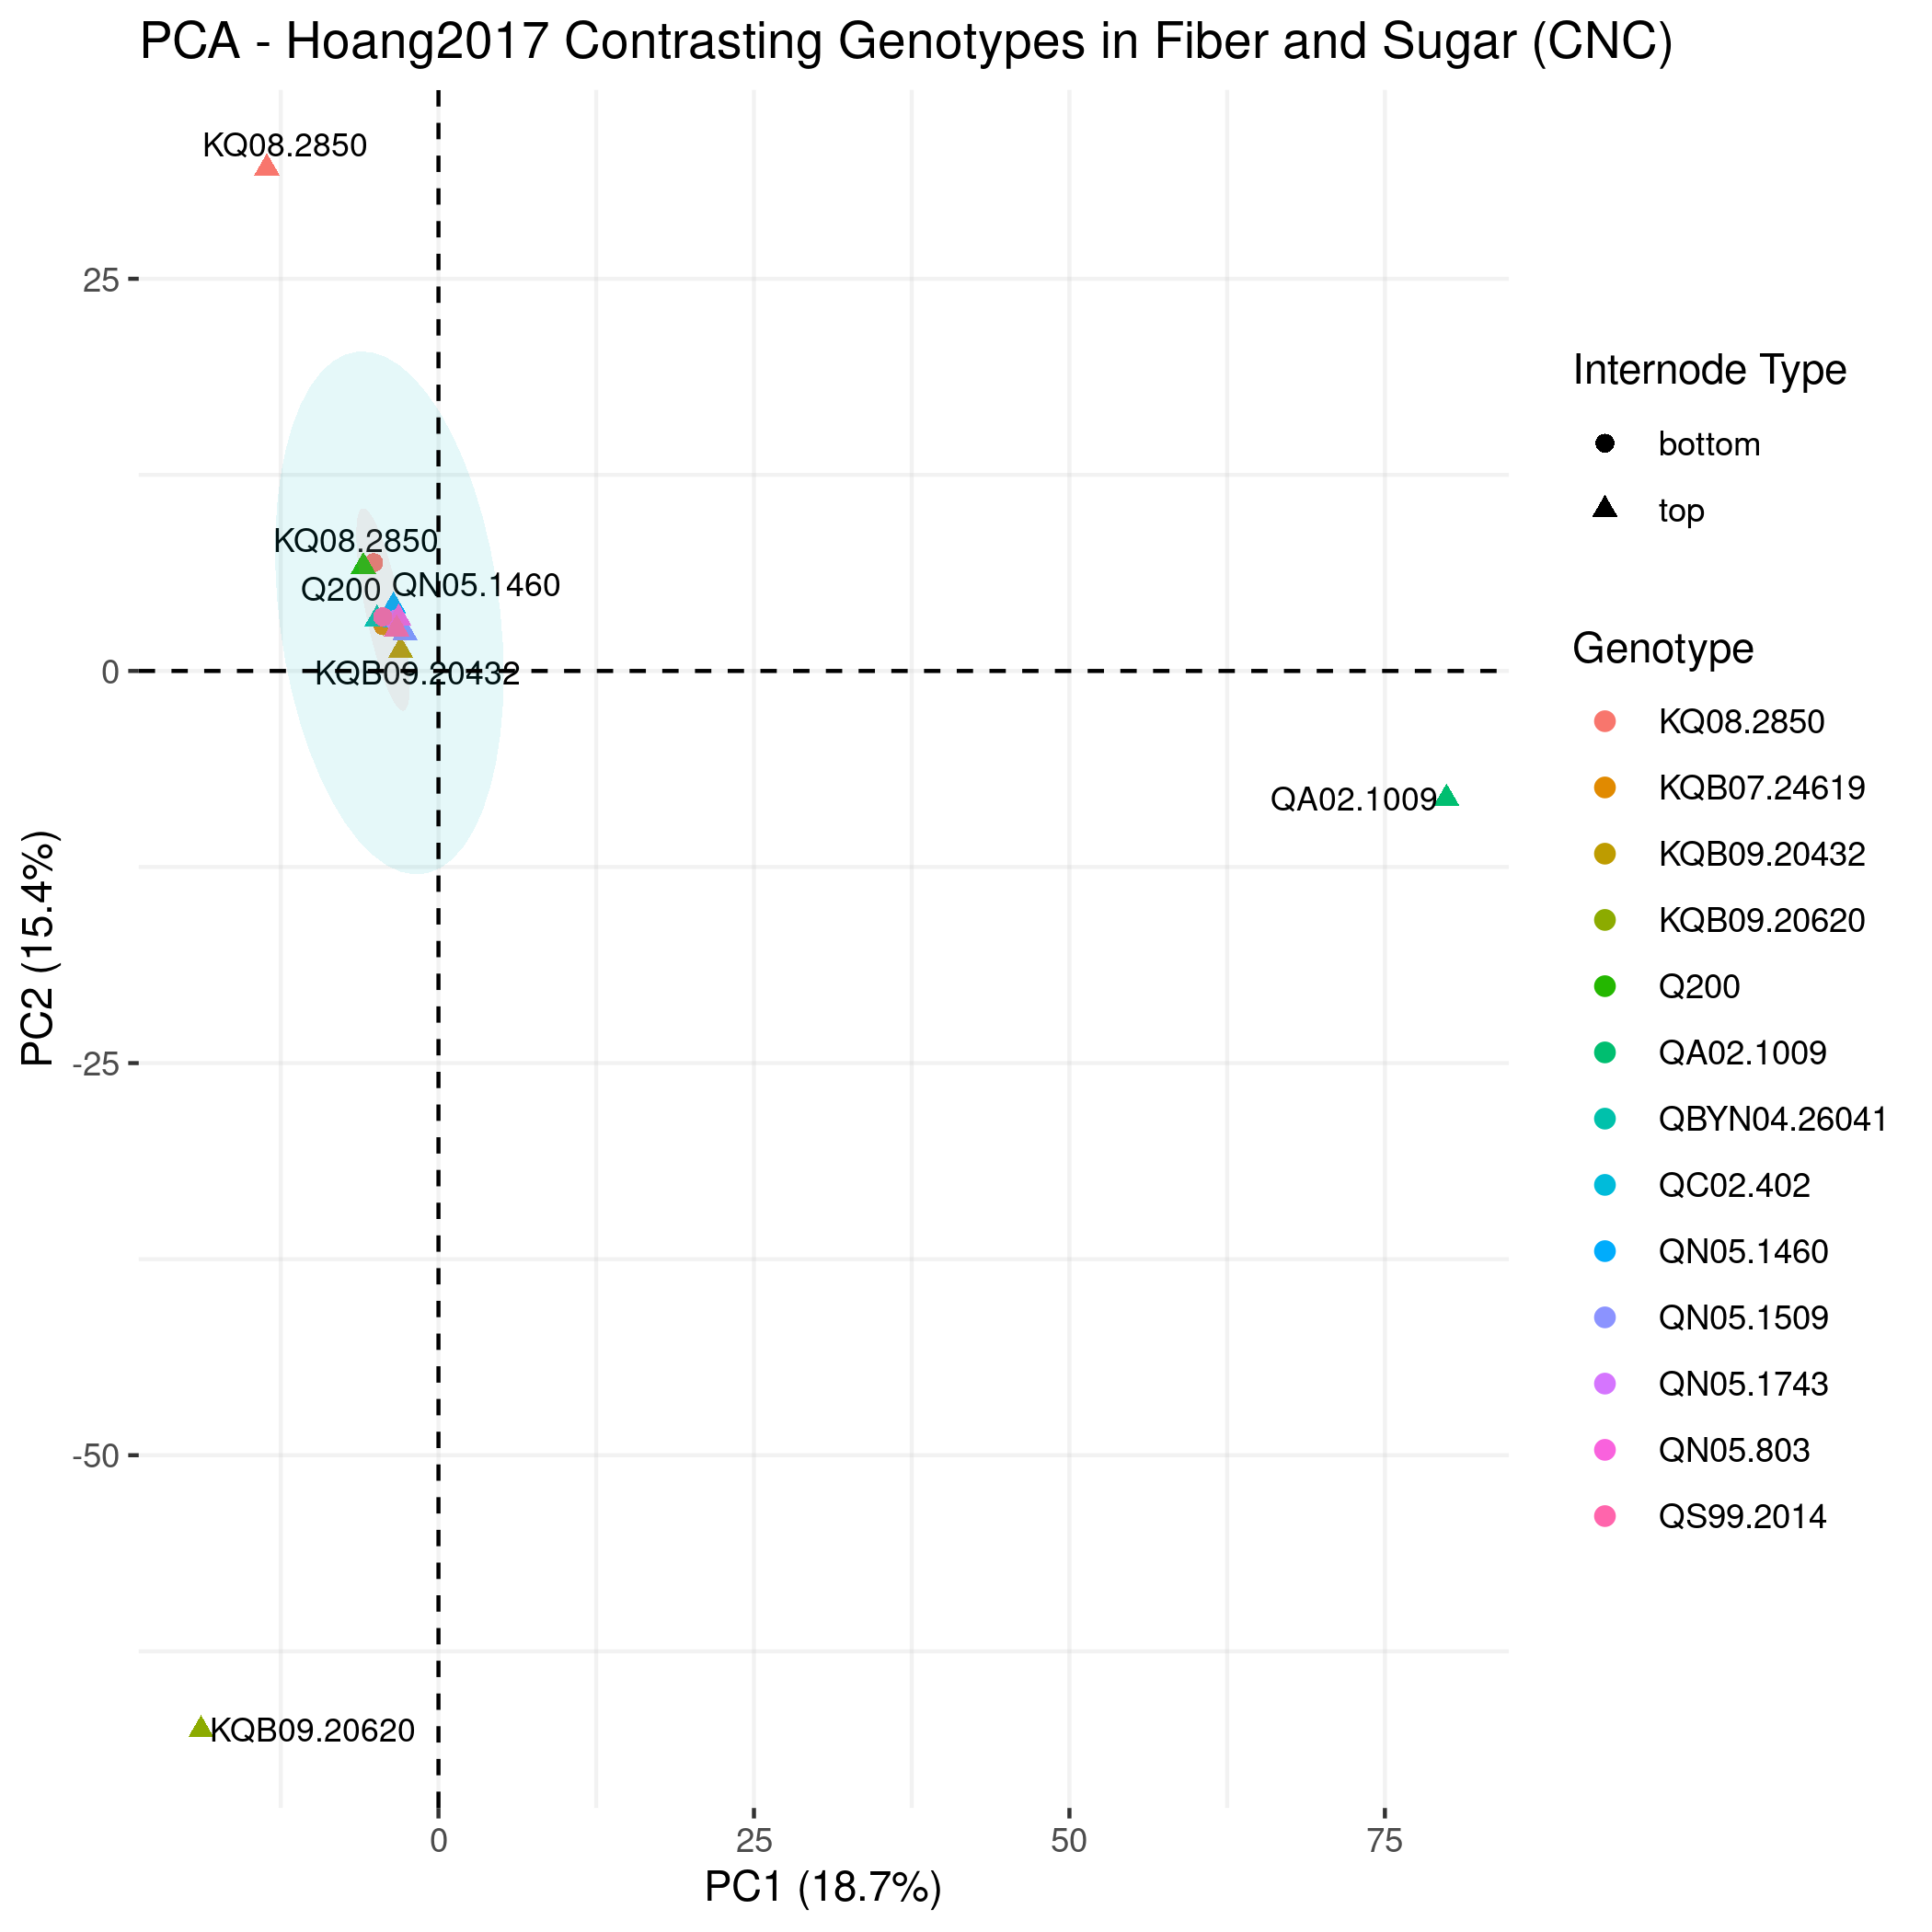 PCA - Hoang2017 Contrasting Genotypes in Fiber and Sugar (CNC)
KQ08.2850
25
KQ08.2850
Q200
QN05.1460
0
KQB09.20432
QA02.1009
-25
-50
KQB09.20620
PC2 (15.4%)
0
25
50
75
PC1 (18.7%)
Internode Type
bottom
top
Genotype
KQ08.2850
KQB07.24619
KQB09.20432
KQB09.20620
Q200
QA02.1009
QBYN04.26041
QC02.402
QN05.1460
QN05.1509
QN05.1743
QN05.803
QS99.2014